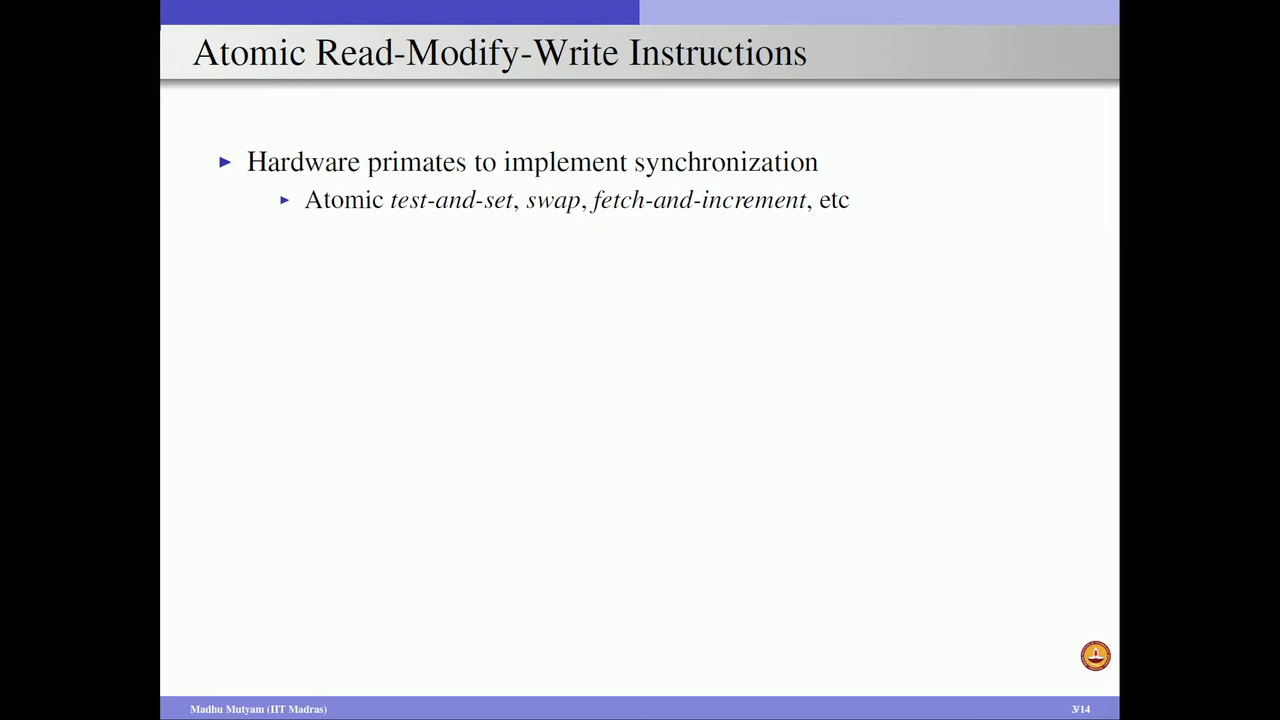 Atomic Read-Modify-Write Instructions
Hardware primates to implement synchronization
Atomic test-and-set, swap, fetch-and-increment, etc
Madhu Mutyam (IIT Madras)
3/14